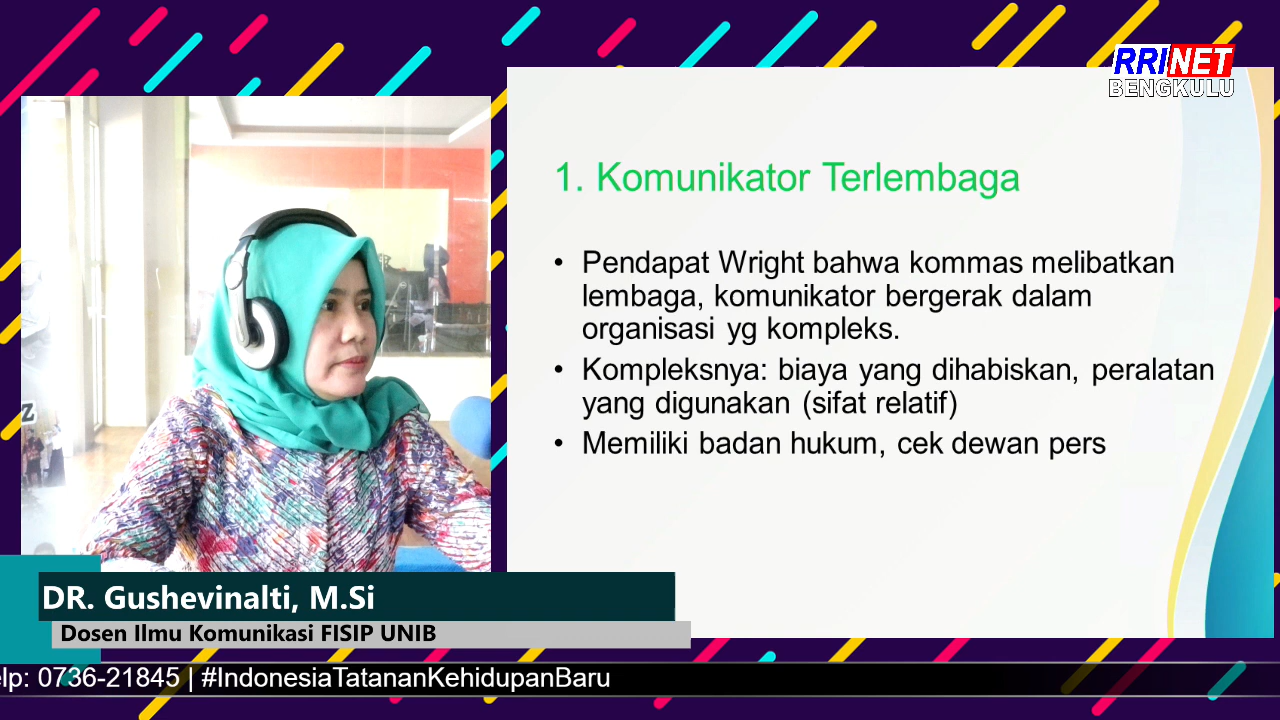 RRINET
BENGKULU
1. Komunikator Terlembaga
• Pendapat Wright bahwa kommas melibatkan
lembaga, komunikator bergerak dalam
organisasi yg kompleks.
• Kompleksnya: biaya yang dihabiskan, peralatan
yang digunakan (sifat relatif)
• Memiliki badan hukum, cek dewan pers
DR. Gushevinalti, M.Si
Dosen Ilmu Komunikasi FISIP UNIB
elp: 0736-21845 | #IndonesiaTatananKehidupanBaru